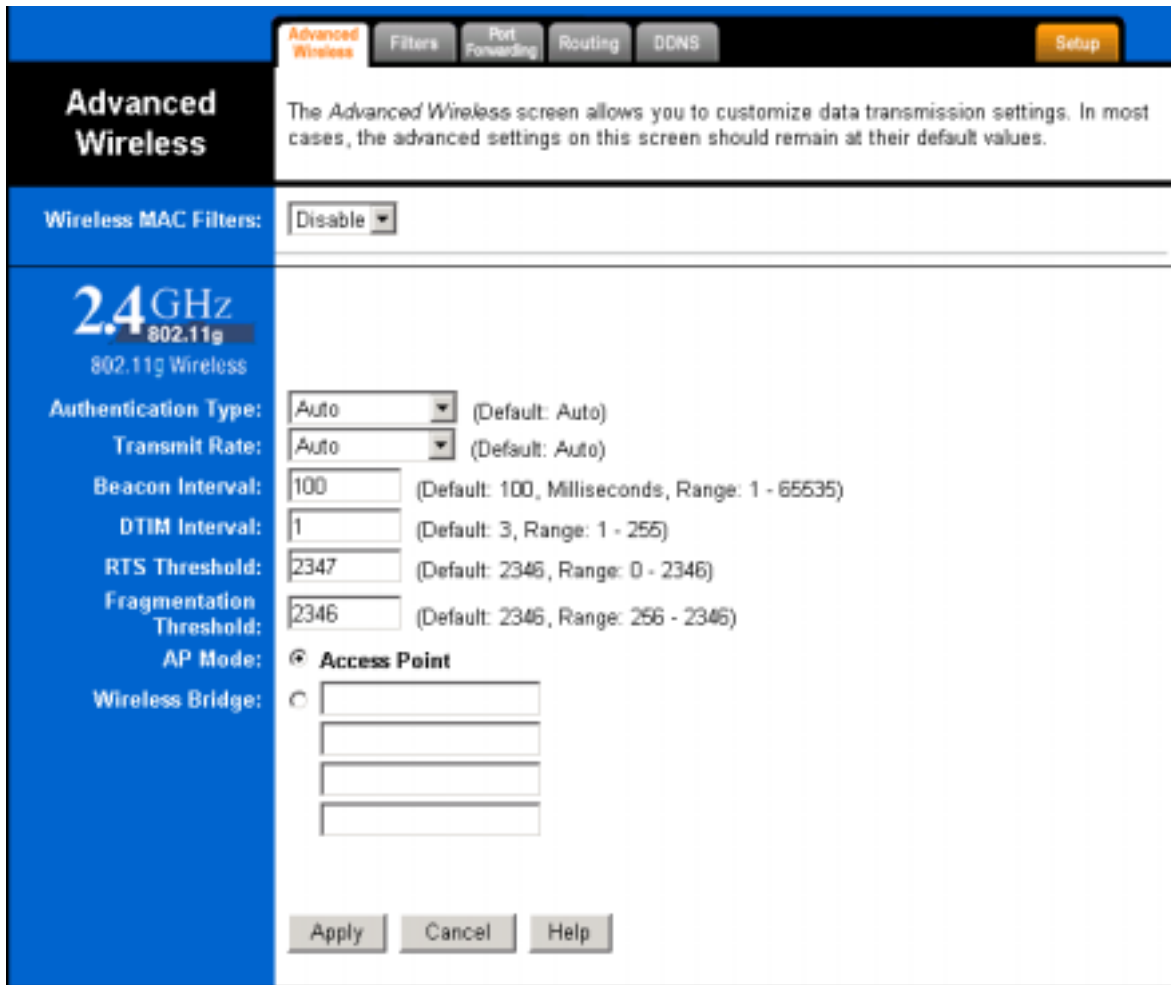 Advanced Wireless
Filters
Port Forwarding
Routing
DDNS
Setup
Advanced
Wireless
The Advanced Wireless screen allows you to customize data transmission settings. In most
cases, the advanced settings on this screen should remain at their default values.
Wireless MAC Filters: Disable
2.4 GHz
802.11g
802.11g Wireless
Authentication Type: Auto (Default: Auto)
Transmit Rate: Auto (Default: Auto)
Beacon Interval: 100 (Default: 100, Milliseconds, Range: 1 - 65535)
DTIM Interval: 1 (Default: 3, Range: 1 - 255)
RTS Threshold: 2347 (Default: 2346, Range: 0 - 2346)
Fragmentation
Threshold: 2346 (Default: 2346, Range: 256 - 2346)
AP Mode: Access Point
Wireless Bridge:
Apply Cancel Help